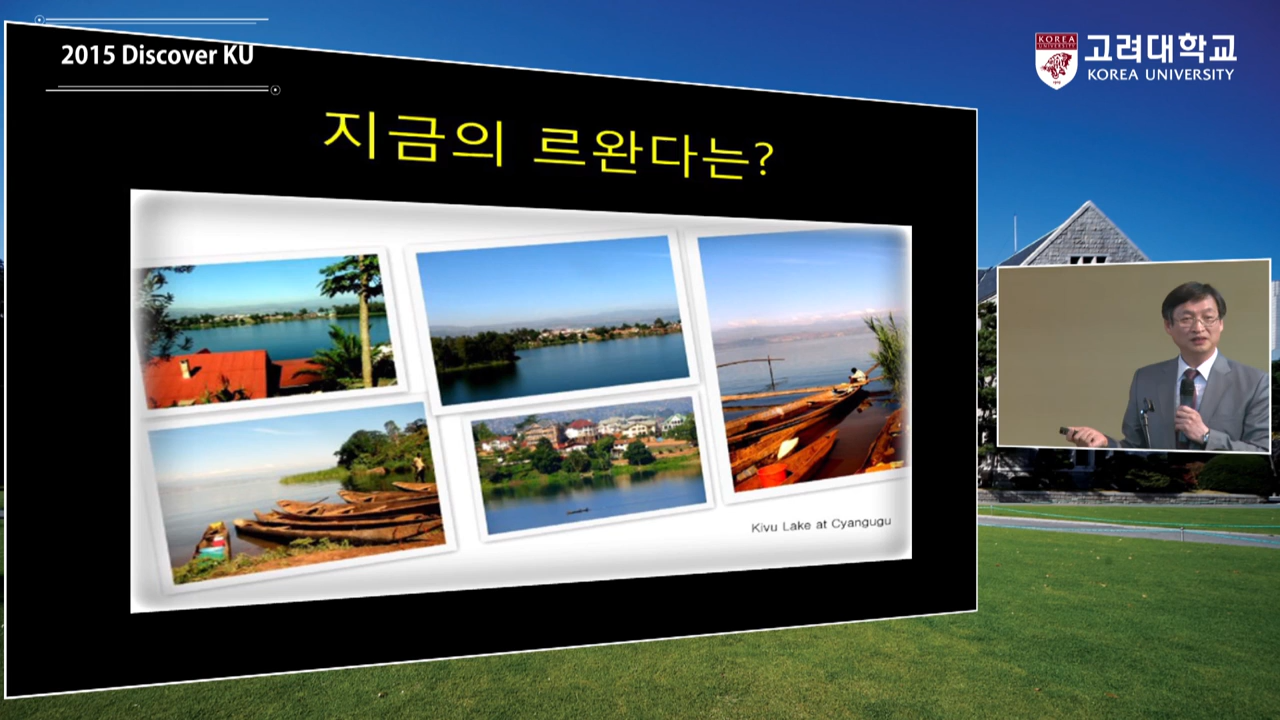 2015 Discover KU
KOREA
UNIVERSITY
고려대학교
KOREA UNIVERSITY
지금의 르완다는?
Kivu Lake at Cyangugu